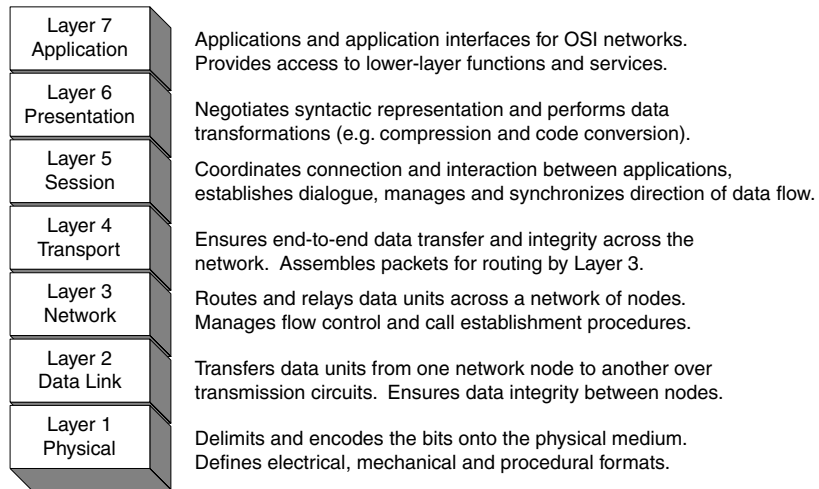 Layer 7
Application
Applications and application interfaces for OSI networks.
Provides access to lower-layer functions and services.
Layer 6
Presentation
Negotiates syntactic representation and performs data
transformations (e.g. compression and code conversion).
Layer 5
Session
Coordinates connection and interaction between applications,
establishes dialogue, manages and synchronizes direction of data flow.
Layer 4
Transport
Ensures end-to-end data transfer and integrity across the
network. Assembles packets for routing by Layer 3.
Layer 3
Network
Routes and relays data units across a network of nodes.
Manages flow control and call establishment procedures.
Layer 2
Data Link
Transfers data units from one network node to another over
transmission circuits. Ensures data integrity between nodes.
Layer 1
Physical
Delimits and encodes the bits onto the physical medium.
Defines electrical, mechanical and procedural formats.